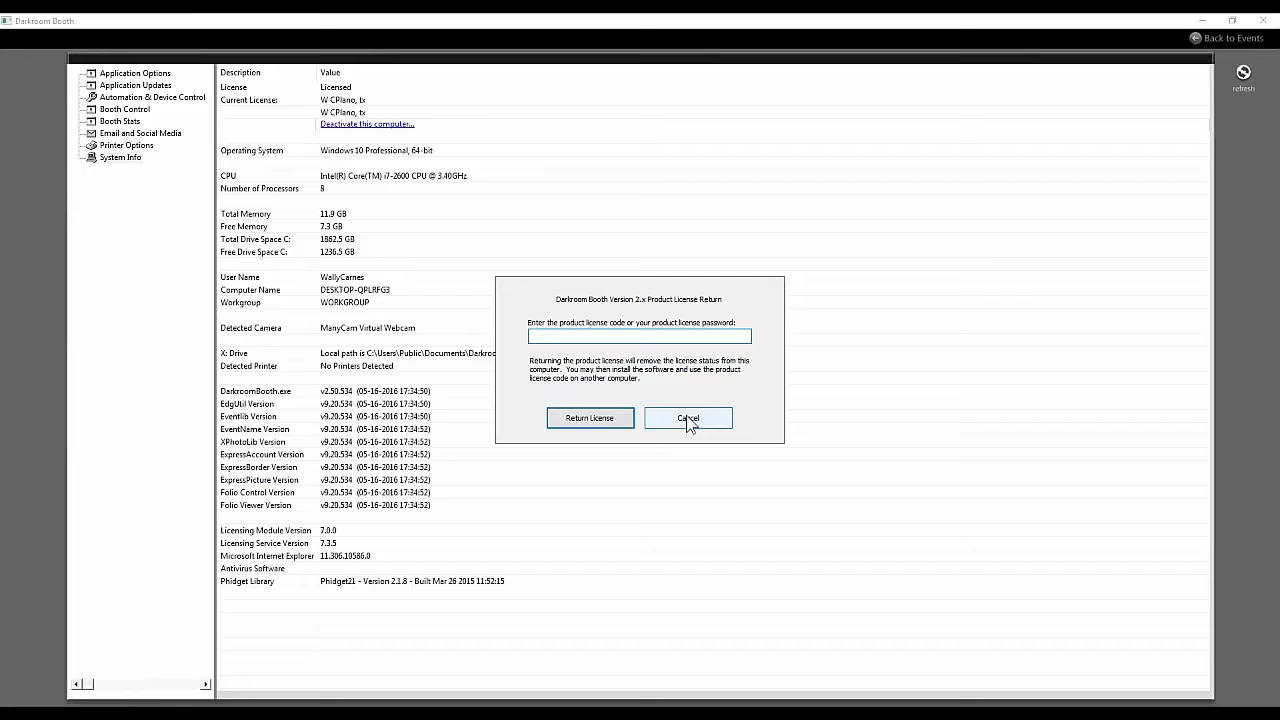 Darkroom Booth
Back to Events
refresh
Application Options
Application Updates
Automation & Device Control
Booth Control
Booth Stats
Email and Social Media
Printer Options
System Info
Description Value
License Licensed
Current License: W CPlano, tx
W CPlano, tx
Deactivate this computer...
Operating System Windows 10 Professional, 64-bit
CPU Intel(R) Core(TM) i7-2600 CPU @ 3.40GHz
Number of Processors 8
Total Memory 11.9 GB
Free Memory 7.3 GB
Total Drive Space C: 1862.5 GB
Free Drive Space C: 1236.5 GB
User Name WallyCarnes
Computer Name DESKTOP-QPLRFG3
Workgroup WORKGROUP
Detected Camera ManyCam Virtual Webcam
X: Drive Local path is C:\Users\Public\Documents\Darkroo
Detected Printer No Printers Detected
DarkroomBooth.exe v2.50.534 (05-16-2016 17:34:50)
EdgUtil Version v9.20.534 (05-16-2016 17:34:50)
Eventlib Version v9.20.534 (05-16-2016 17:34:50)
EventName Version v9.20.534 (05-16-2016 17:34:52)
XPhotoLib Version v9.20.534 (05-16-2016 17:34:52)
ExpressAccount Version v9.20.534 (05-16-2016 17:34:52)
ExpressBorder Version v9.20.534 (05-16-2016 17:34:52)
ExpressPicture Version v9.20.534 (05-16-2016 17:34:52)
Folio Control Version v9.20.534 (05-16-2016 17:34:52)
Folio Viewer Version v9.20.534 (05-16-2016 17:34:52)
Licensing Module Version 7.0.0
Licensing Service Version 7.3.5
Microsoft Internet Explorer 11.306.10586.0
Antivirus Software
Phidget Library Phidget21 - Version 2.1.8 - Built Mar 26 2015 11:52:15
Darkroom Booth Version 2.x Product License Return
Enter the product license code or your product license password:
Returning the product license will remove the license status from this
computer. You may then install the software and use the product
license code on another computer.
Return License
Cancel